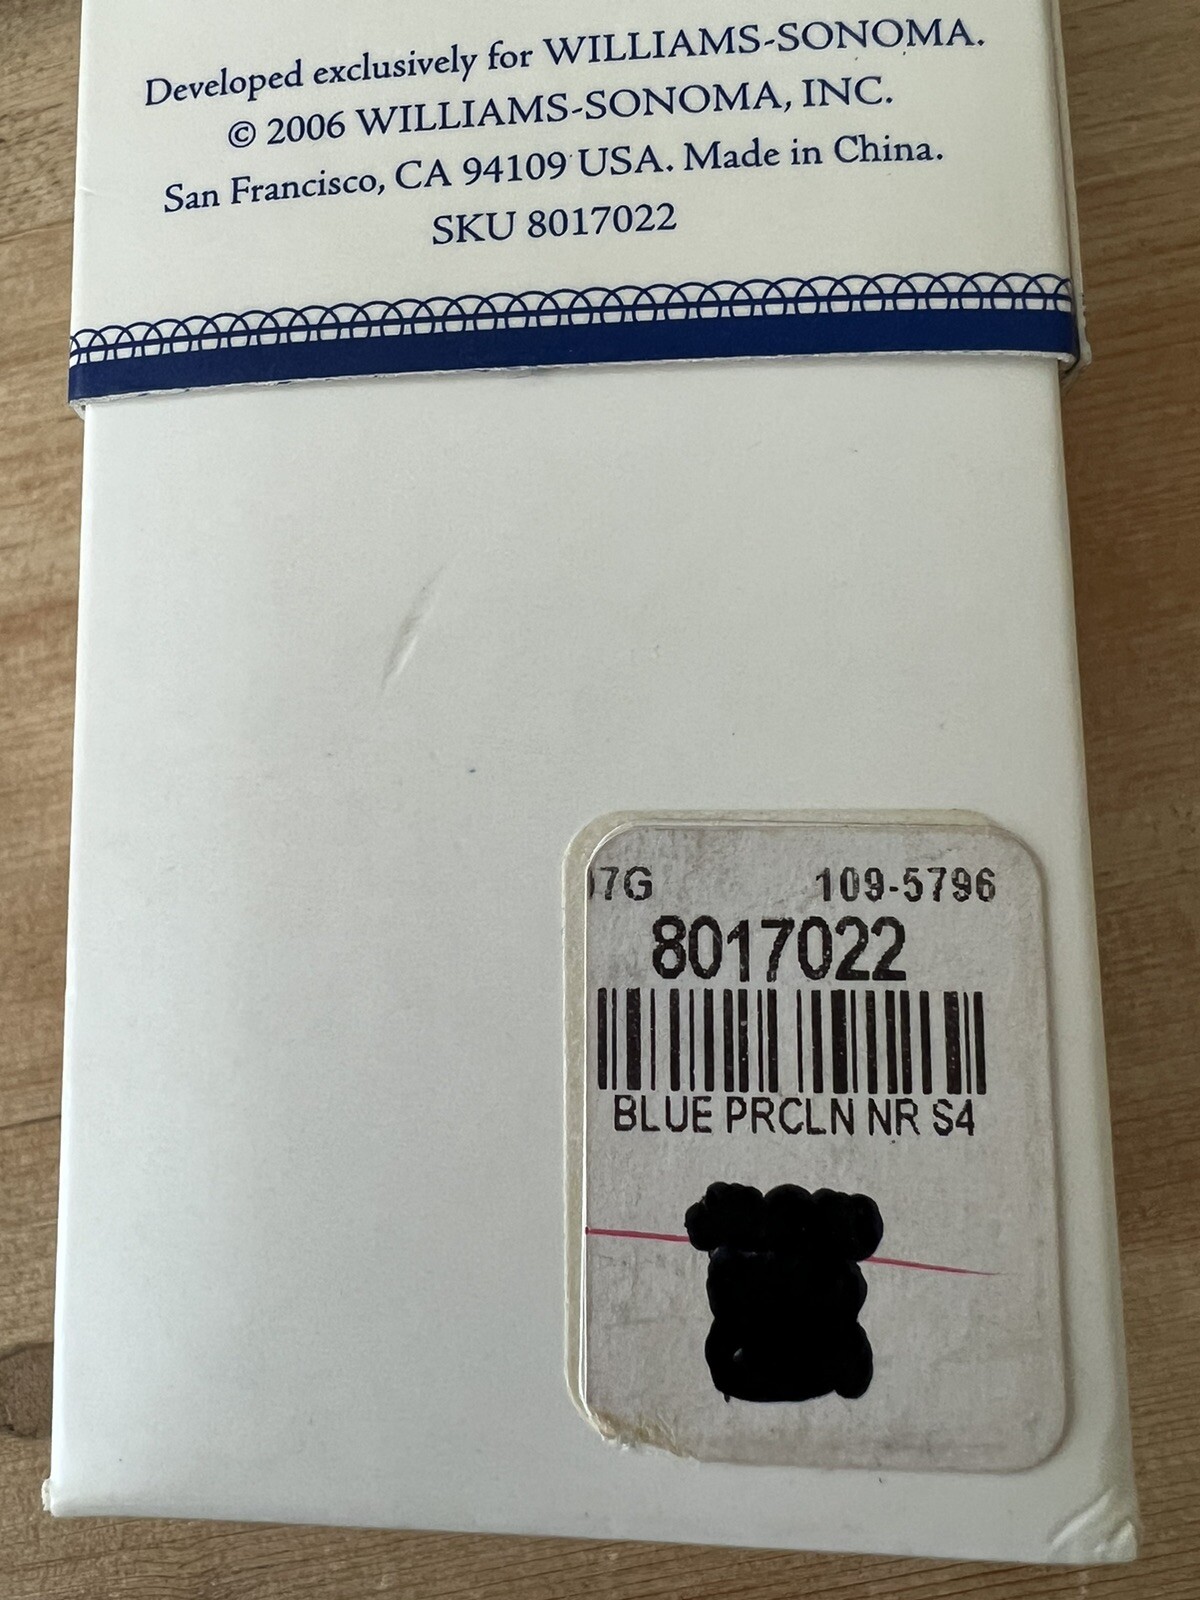 Developed exclusively for WILLIAMS-SONOMA.
© 2006 WILLIAMS-SONOMA, INC.
San Francisco, CA 94109 USA. Made in China.
SKU 8017022
7G 109-5796
8017022
BLUE PRCLN NR S4